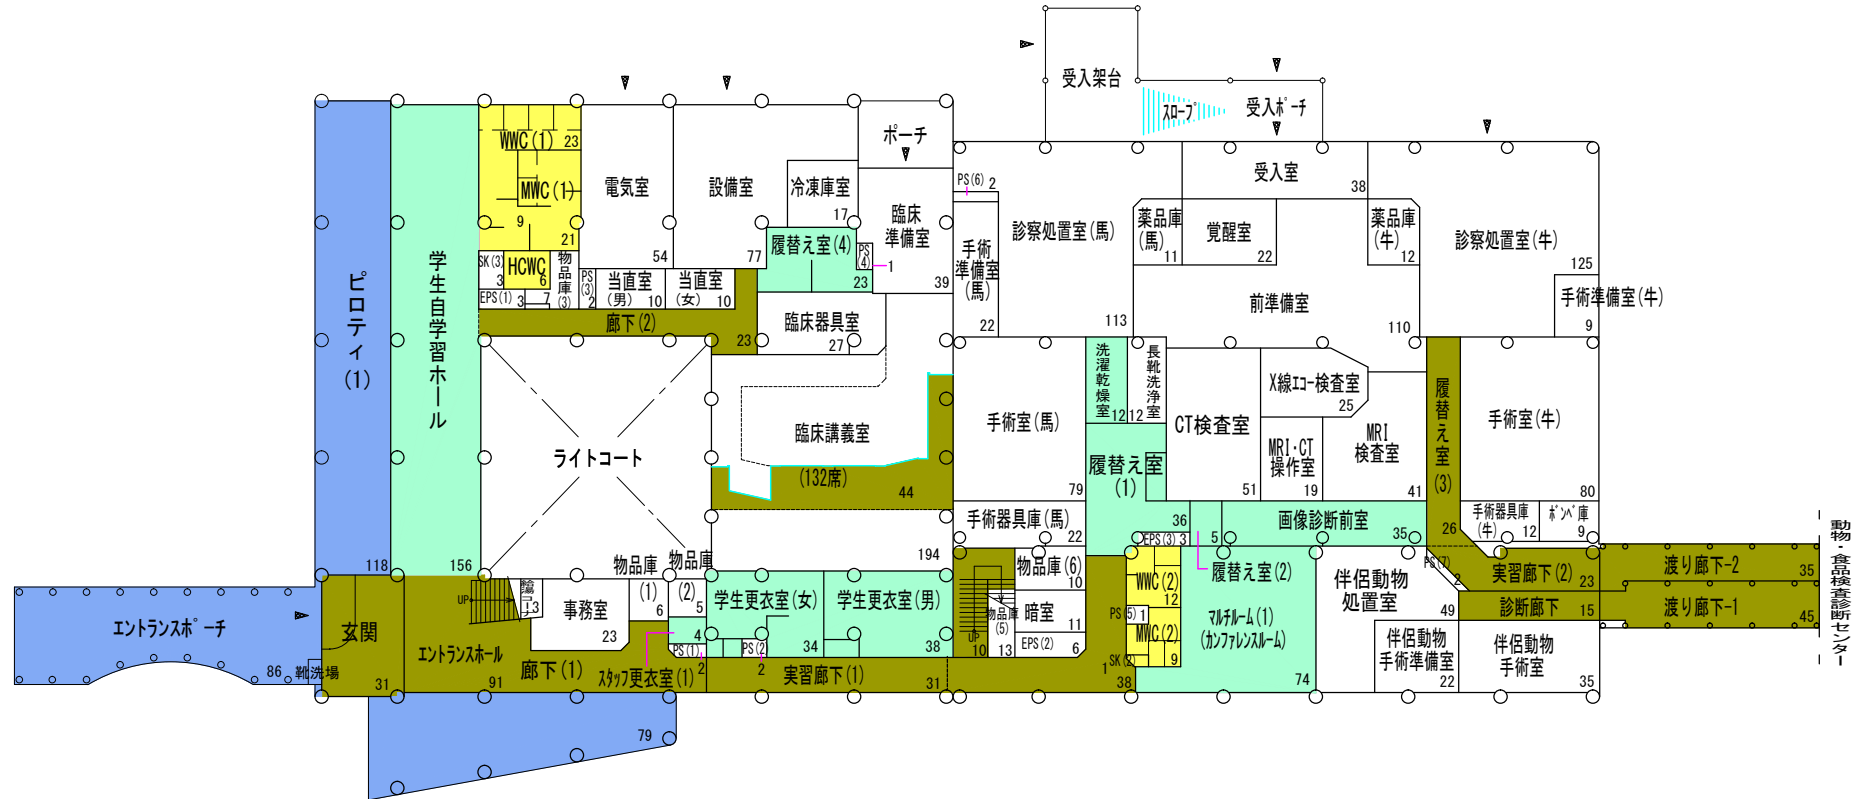 受入架台
スロープ
受入ポーチ
ポーチ
WWC(1) 23
MWC(1)
9
21
電気室
54
設備室
77
冷凍庫室
17
臨床
準備室
39
PS(6) 2
診察処置室(馬)
113
受入室
38
薬品庫
(馬)
11
覚醒室
22
薬品庫
(牛)
12
診察処置室(牛)
125
手術準備室(牛)
9
手術
準備室
(馬)
22
前準備室
110
ピロティ
(1)
118
学生自学習ホール
156
SK(3)
3
HCWC
6
物品庫
(3)
EPS(1) 3
7
PS
(3)
2
当直室
(男) 10
当直室
(女) 10
履替え室(4)
23
PS
(4)
1
廊下(2)
23
臨床器具室
27
ライトコート
臨床講義室
(132席)
44
194
手術室(馬)
79
洗濯乾燥室
12
長靴洗浄室
12
CT検査室
51
X線エコー検査室
25
MRI・CT
操作室
19
MRI
検査室
41
履替え室
(3)
26
手術室(牛)
80
履替え室
(1)
36
5
画像診断前室
35
手術器具庫
(牛) 12
ボンベ庫
9
手術器具庫(馬)
22
EPS(3) 3
エントランスポーチ
86
靴洗場
玄関
31
UP
3
エントランスホール
91
事務室
23
物品庫
(1)
6
物品庫
(2)
5
4
PS(1)
2
廊下(1)
スタッフ更衣室(1)
学生更衣室(女)
34
PS(2)
2
学生更衣室(男)
38
実習廊下(1)
31
UP
10
物品庫
(5)
13
物品庫(6)
10
暗室
11
EPS(2) 6
WWC(2)
12
PS(5) 1
MWC(2)
9
SK(2)
1
38
履替え室(2)
マルチルーム(1)
(カンファレンスルーム)
74
伴侶動物
処置室
49
PS(7)
2
実習廊下(2)
23
診断廊下 15
伴侶動物
手術準備室
22
伴侶動物
手術室
35
渡り廊下-2
35
渡り廊下-1
45
動物・食品検査診断センター
79